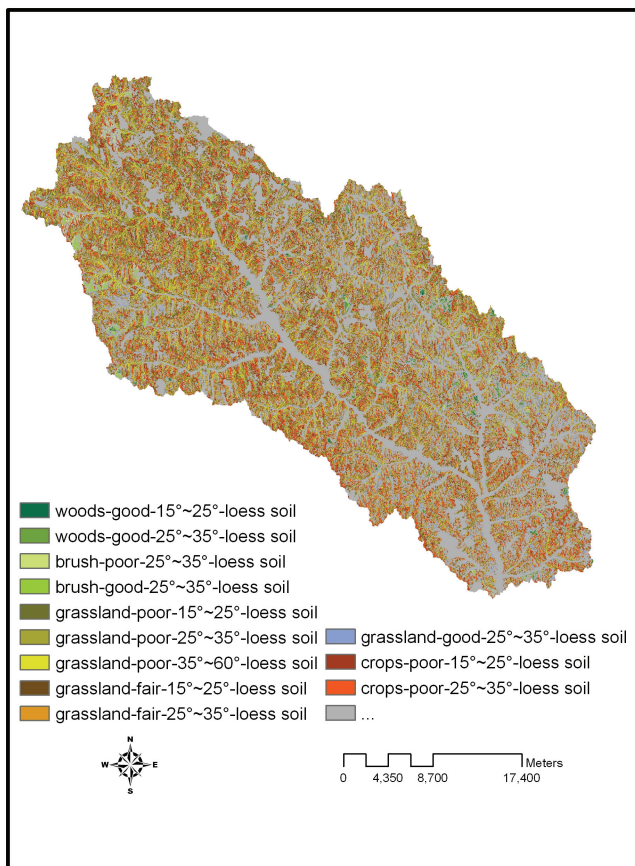 woods-good-15°~25°-loess soil
woods-good-25°~35°-loess soil
brush-poor-25°~35°-loess soil
brush-good-25°~35°-loess soil
grassland-poor-15°~25°-loess soil
grassland-poor-25°~35°-loess soil
grassland-poor-35°~60°-loess soil
grassland-fair-15°~25°-loess soil
grassland-fair-25°~35°-loess soil
grassland-good-25°~35°-loess soil
crops-poor-15°~25°-loess soil
crops-poor-25°~35°-loess soil
...
N
W E
S
Meters
0 4,350 8,700 17,400